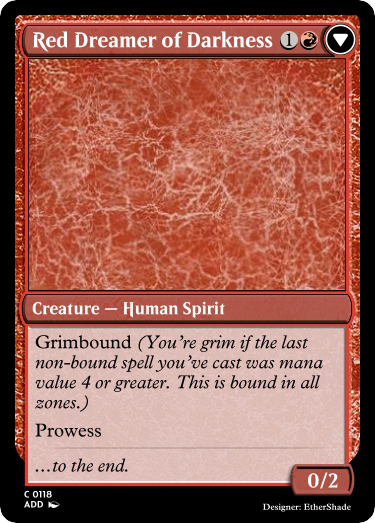 Red Dreamer of Darkness 1
Creature — Human Spirit
Grimbound (You're grim if the last
non-bound spell you've cast was mana
value 4 or greater. This is bound in all
zones.)
Prowess
…to the end.
0/2
C 0118
ADD
Designer: EtherShade